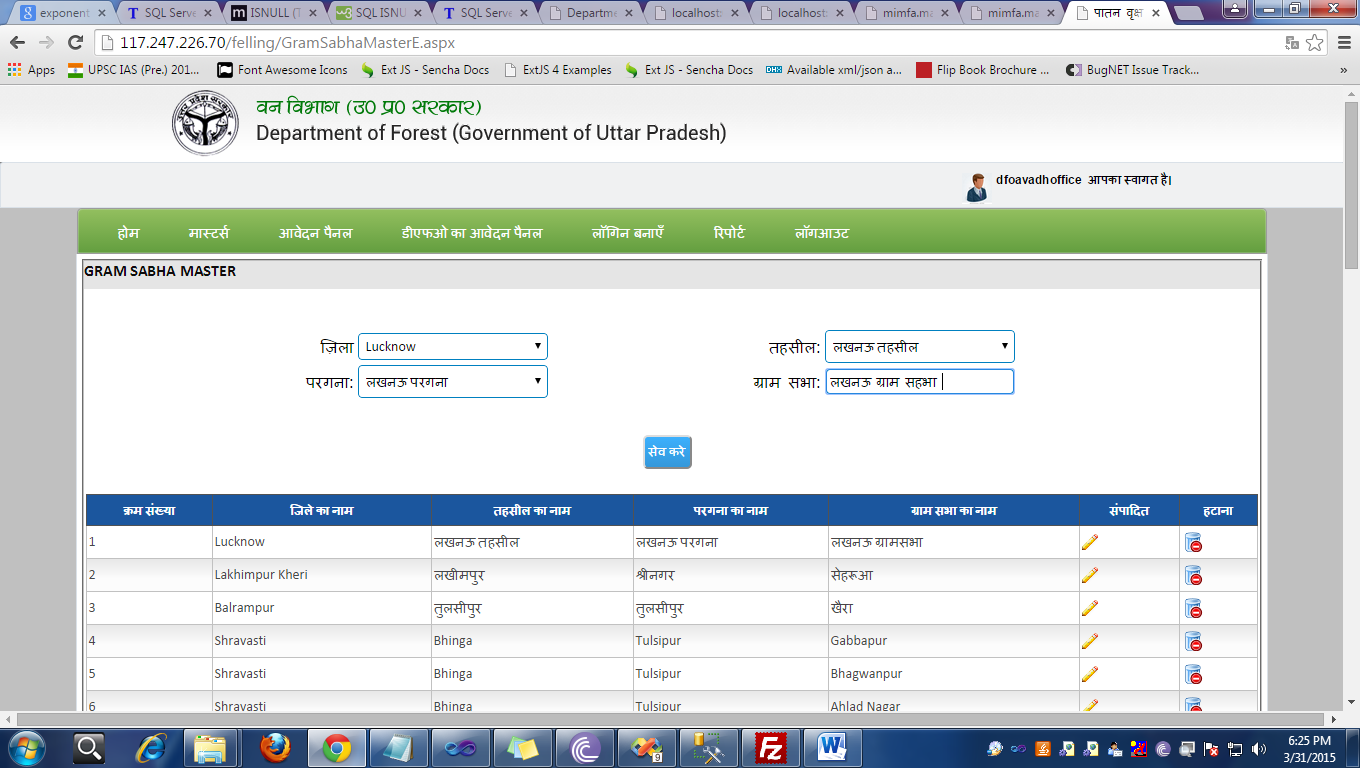 exponent SQL Serve ISNULL (T SQL ISNU SQL Serve Departme localhost: localhost: mimfa.ma mimfa.ma पातन वृक्ष
117.247.226.70/felling/GramSabhaMasterE.aspx
Apps UPSC IAS (Pre.) 201... Font Awesome Icons Ext JS - Sencha Docs ExtJS 4 Examples Ext JS - Sencha Docs Available xml/json a... Flip Book Brochure ... BugNET Issue Track... »
वन विभाग (उ0 प्र0 सरकार)
Department of Forest (Government of Uttar Pradesh)
dfoavadhoffice आपका स्वागत है।
होम मास्टर्स आवेदन पैनल डीएफओ का आवेदन पैनल लॉगिन बनाएँ रिपोर्ट लॉगआउट
GRAM SABHA MASTER
ज़िला Lucknow तहसील: लखनऊ तहसील
परगना: लखनऊ परगना ग्राम सभा: लखनऊ ग्राम सहभा
सेव करे
क्रम संख्या जिले का नाम तहसील का नाम परगना का नाम ग्राम सभा का नाम संपादित हटाना
1 Lucknow लखनऊ तहसील लखनऊ परगना लखनऊ ग्रामसभा
2 Lakhimpur Kheri लखीमपुर श्रीनगर सेहरूआ
3 Balrampur तुलसीपुर तुलसीपुर खैरा
4 Shravasti Bhinga Tulsipur Gabbapur
5 Shravasti Bhinga Tulsipur Bhagwanpur
6 Shravasti Bhinga Tulsipur Ahlad Nagar
6:25 PM
3/31/2015